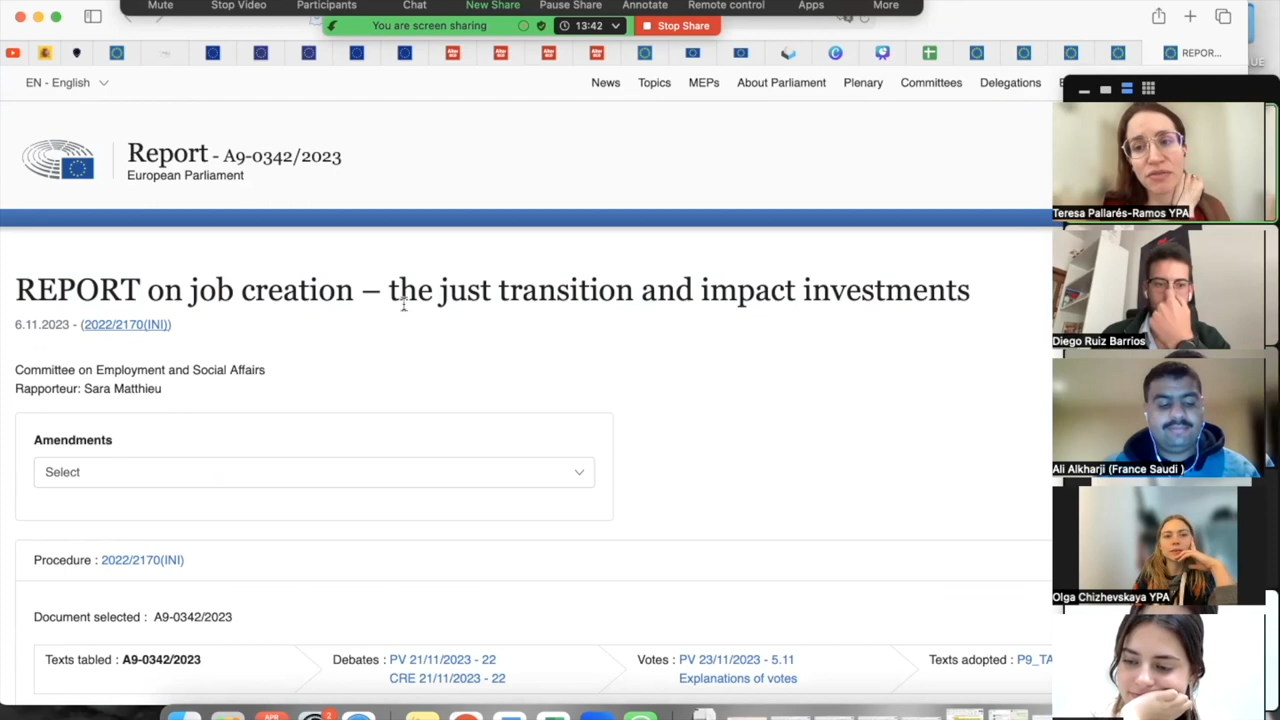 Mute Stop Video Participants Chat New Share Pause Share Annotate Remote control Apps More
You are screen sharing 13:42 Stop Share
REPOR...
EN - English News Topics MEPs About Parliament Plenary Committees Delegations
Report - A9-0342/2023
European Parliament
REPORT on job creation – the just transition and impact investments
6.11.2023 - (2022/2170(INI))
Committee on Employment and Social Affairs
Rapporteur: Sara Matthieu
Amendments
Select
Procedure : 2022/2170(INI)
Document selected : A9-0342/2023
Texts tabled : A9-0342/2023
Debates : PV 21/11/2023 - 22
CRE 21/11/2023 - 22
Votes : PV 23/11/2023 - 5.11
Explanations of votes
Texts adopted : P9_TA
Teresa Pallarés-Ramos YPA
Diego Ruiz Barrios
Ali Alkharji (France Saudi )
Olga Chizhevskaya YPA
APR
2